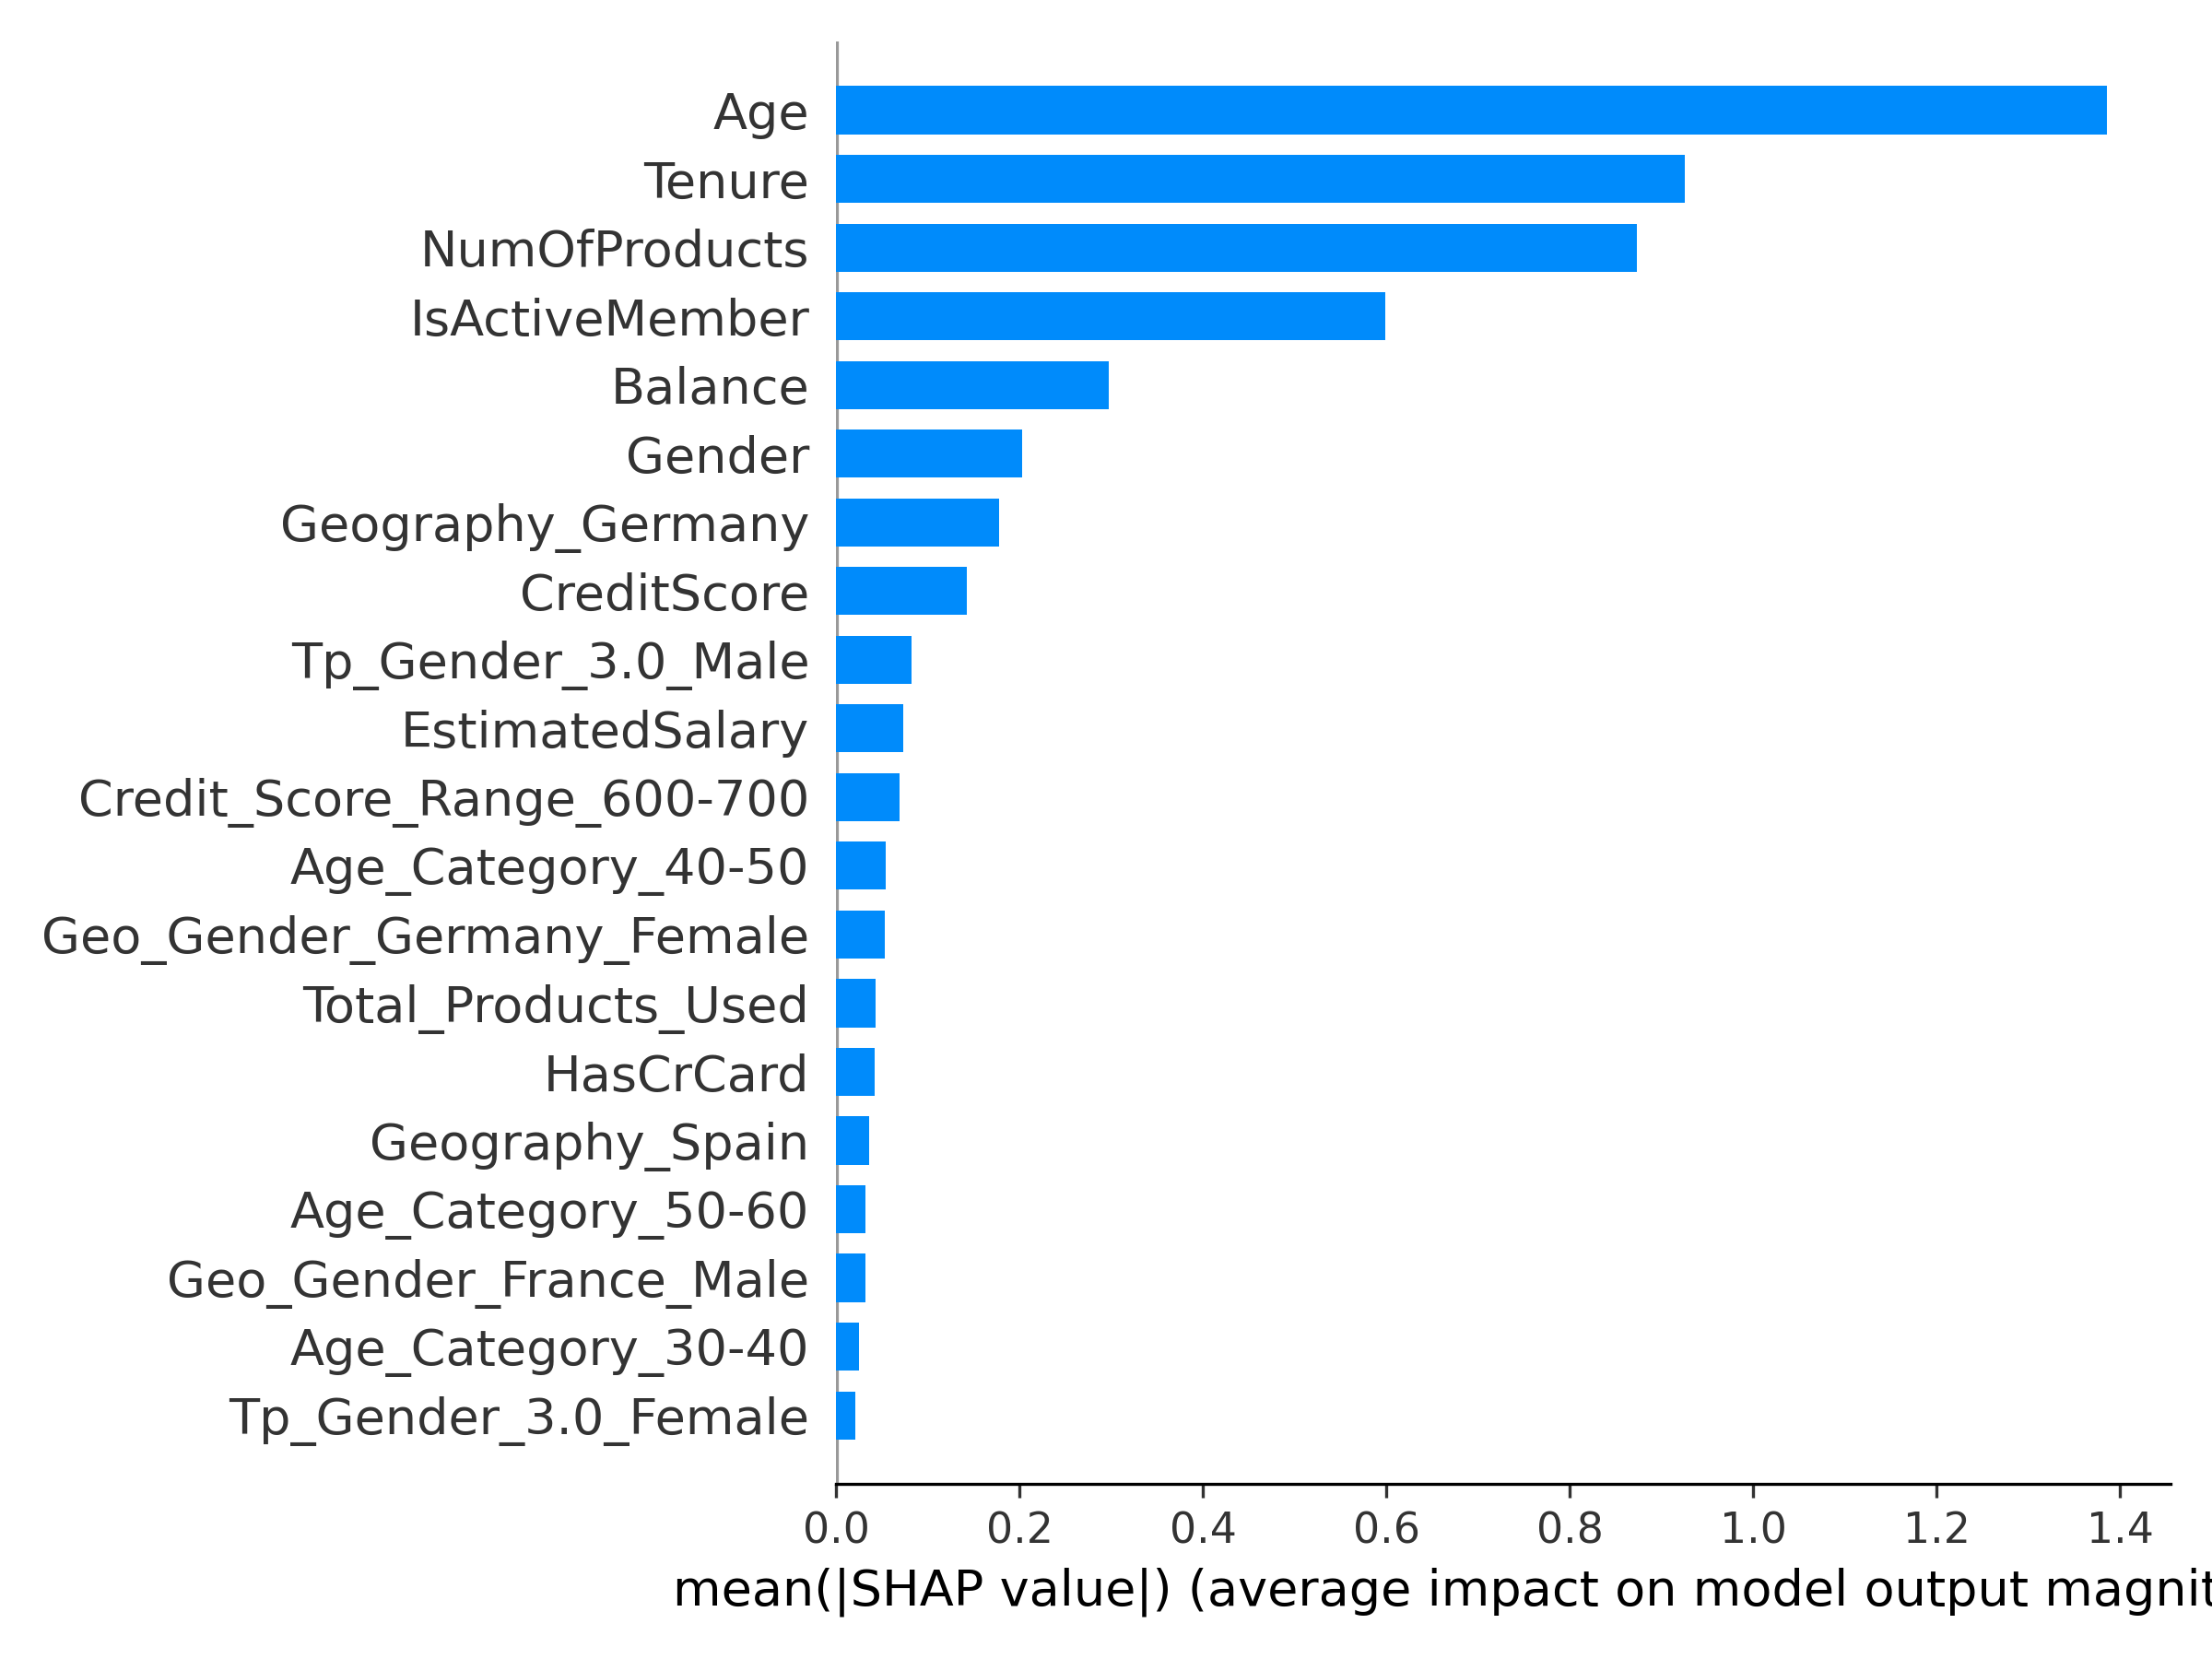 Age
Tenure
NumOfProducts
IsActiveMember
Balance
Gender
Geography_Germany
CreditScore
Tp_Gender_3.0_Male
EstimatedSalary
Credit_Score_Range_600-700
Age_Category_40-50
Geo_Gender_Germany_Female
Total_Products_Used
HasCrCard
Geography_Spain
Age_Category_50-60
Geo_Gender_France_Male
Age_Category_30-40
Tp_Gender_3.0_Female
0.0 0.2 0.4 0.6 0.8 1.0 1.2 1.4
mean(|SHAP value|) (average impact on model output magnit